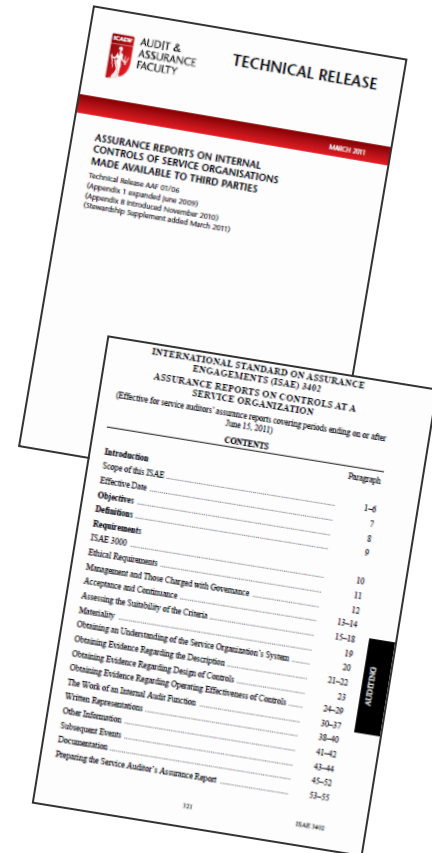 ICAEW
AUDIT &
ASSURANCE
FACULTY
TECHNICAL RELEASE
MARCH 2011
ASSURANCE REPORTS ON INTERNAL
CONTROLS OF SERVICE ORGANISATIONS
MADE AVAILABLE TO THIRD PARTIES
Technical Release AAF 01/06
(Appendix 1 expanded June 2009)
(Appendix 8 Introduced November 2010)
(Stewardship Supplement added March 2011)
INTERNATIONAL STANDARD ON ASSURANCE
ENGAGEMENTS (ISAE) 3402
ASSURANCE REPORTS ON CONTROLS AT A
SERVICE ORGANIZATION
(Effective for service auditors' assurance reports covering periods ending on or after
June 15, 2011)
CONTENTS
Paragraph
Introduction
Scope of this ISAE 1–6
Effective Date 7
Objectives 8
Definitions 9
Requirements
ISAE 3000 10
Ethical Requirements 11
Management and Those Charged with Governance 12
Acceptance and Continuance 13–14
Assessing the Suitability of the Criteria 15–18
Materiality 19
Obtaining an Understanding of the Service Organization's System 20
Obtaining Evidence Regarding the Description 21–22
Obtaining Evidence Regarding Design of Controls 23
Obtaining Evidence Regarding Operating Effectiveness of Controls 24–29
The Work of an Internal Audit Function 30–37
Written Representations 38–40
Other Information 41–42
Subsequent Events 43–44
Documentation 45–52
Preparing the Service Auditor's Assurance Report 53–55
AUDITING
321
ISAE 3402